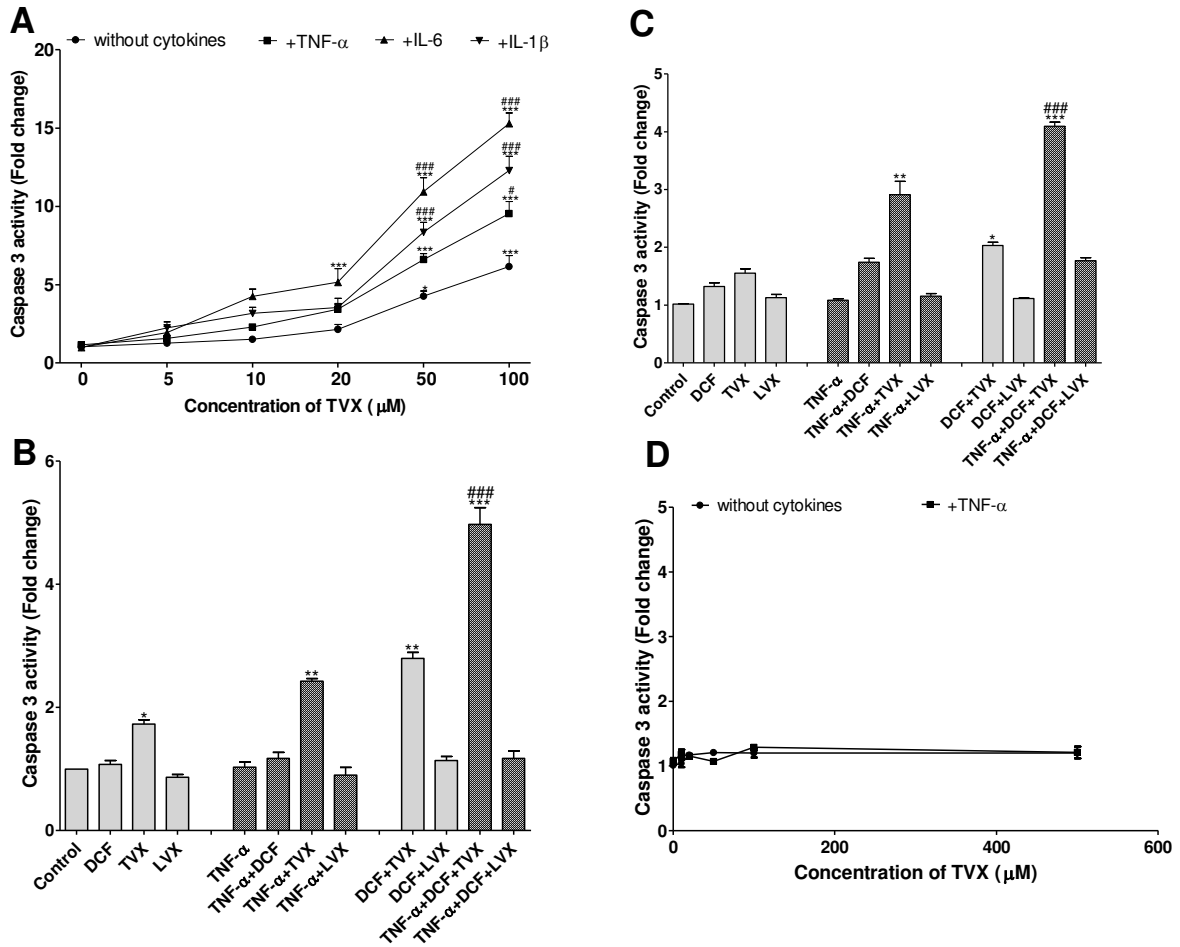 A
without cytokines
+TNF-α
+IL-6
+IL-1β
Caspase 3 activity (Fold change)
20
15
10
5
0
###
***
###
***
#
***
***
###
***
###
***
***
*
***
0
5
10
20
50
100
Concentration of TVX (μM)
C
Caspase 3 activity (Fold change)
5
4
3
2
1
0
**
*
###
***
Control
DCF
TVX
LVX
TNF-α
TNF-α+DCF
TNF-α+TVX
TNF-α+LVX
DCF+TVX
DCF+LVX
TNF-α+DCF+TVX
TNF-α+DCF+LVX
B
Caspase 3 activity (Fold change)
6
4
2
0
*
**
**
###
***
Control
DCF
TVX
LVX
TNF-α
TNF-α+DCF
TNF-α+TVX
TNF-α+LVX
DCF+TVX
DCF+LVX
TNF-α+DCF+TVX
TNF-α+DCF+LVX
D
without cytokines
+TNF-α
Caspase 3 activity (Fold change)
5
4
3
2
1
0
0
200
400
600
Concentration of TVX (μM)